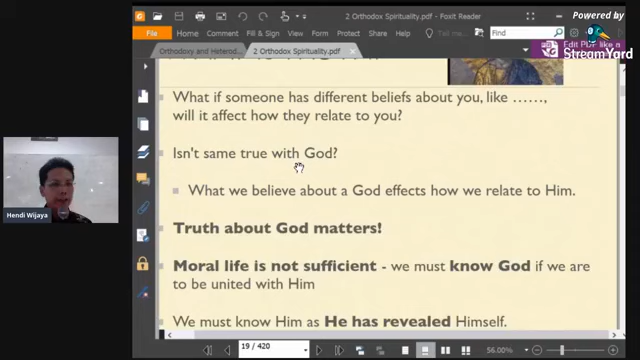 2 Orthodox Spirituality.pdf - Foxit Reader
Powered by
StreamYard
File
Home
Comment
Fill & Sign
View
Form
Protect
Share
Help
Tell me
Find
Orthodoxy and Heterod...
2 Orthodox Spirituality.pdf
Edit PDF like a
What if someone has different beliefs about you, like ……,
will it affect how they relate to you?
Isn't same true with God?
What we believe about a God effects how we relate to Him.
Truth about God matters!
Moral life is not sufficient - we must know God if we are
to be united with Him
We must know Him as He has revealed Himself.
Hendi Wijaya
19 / 420
56.00%